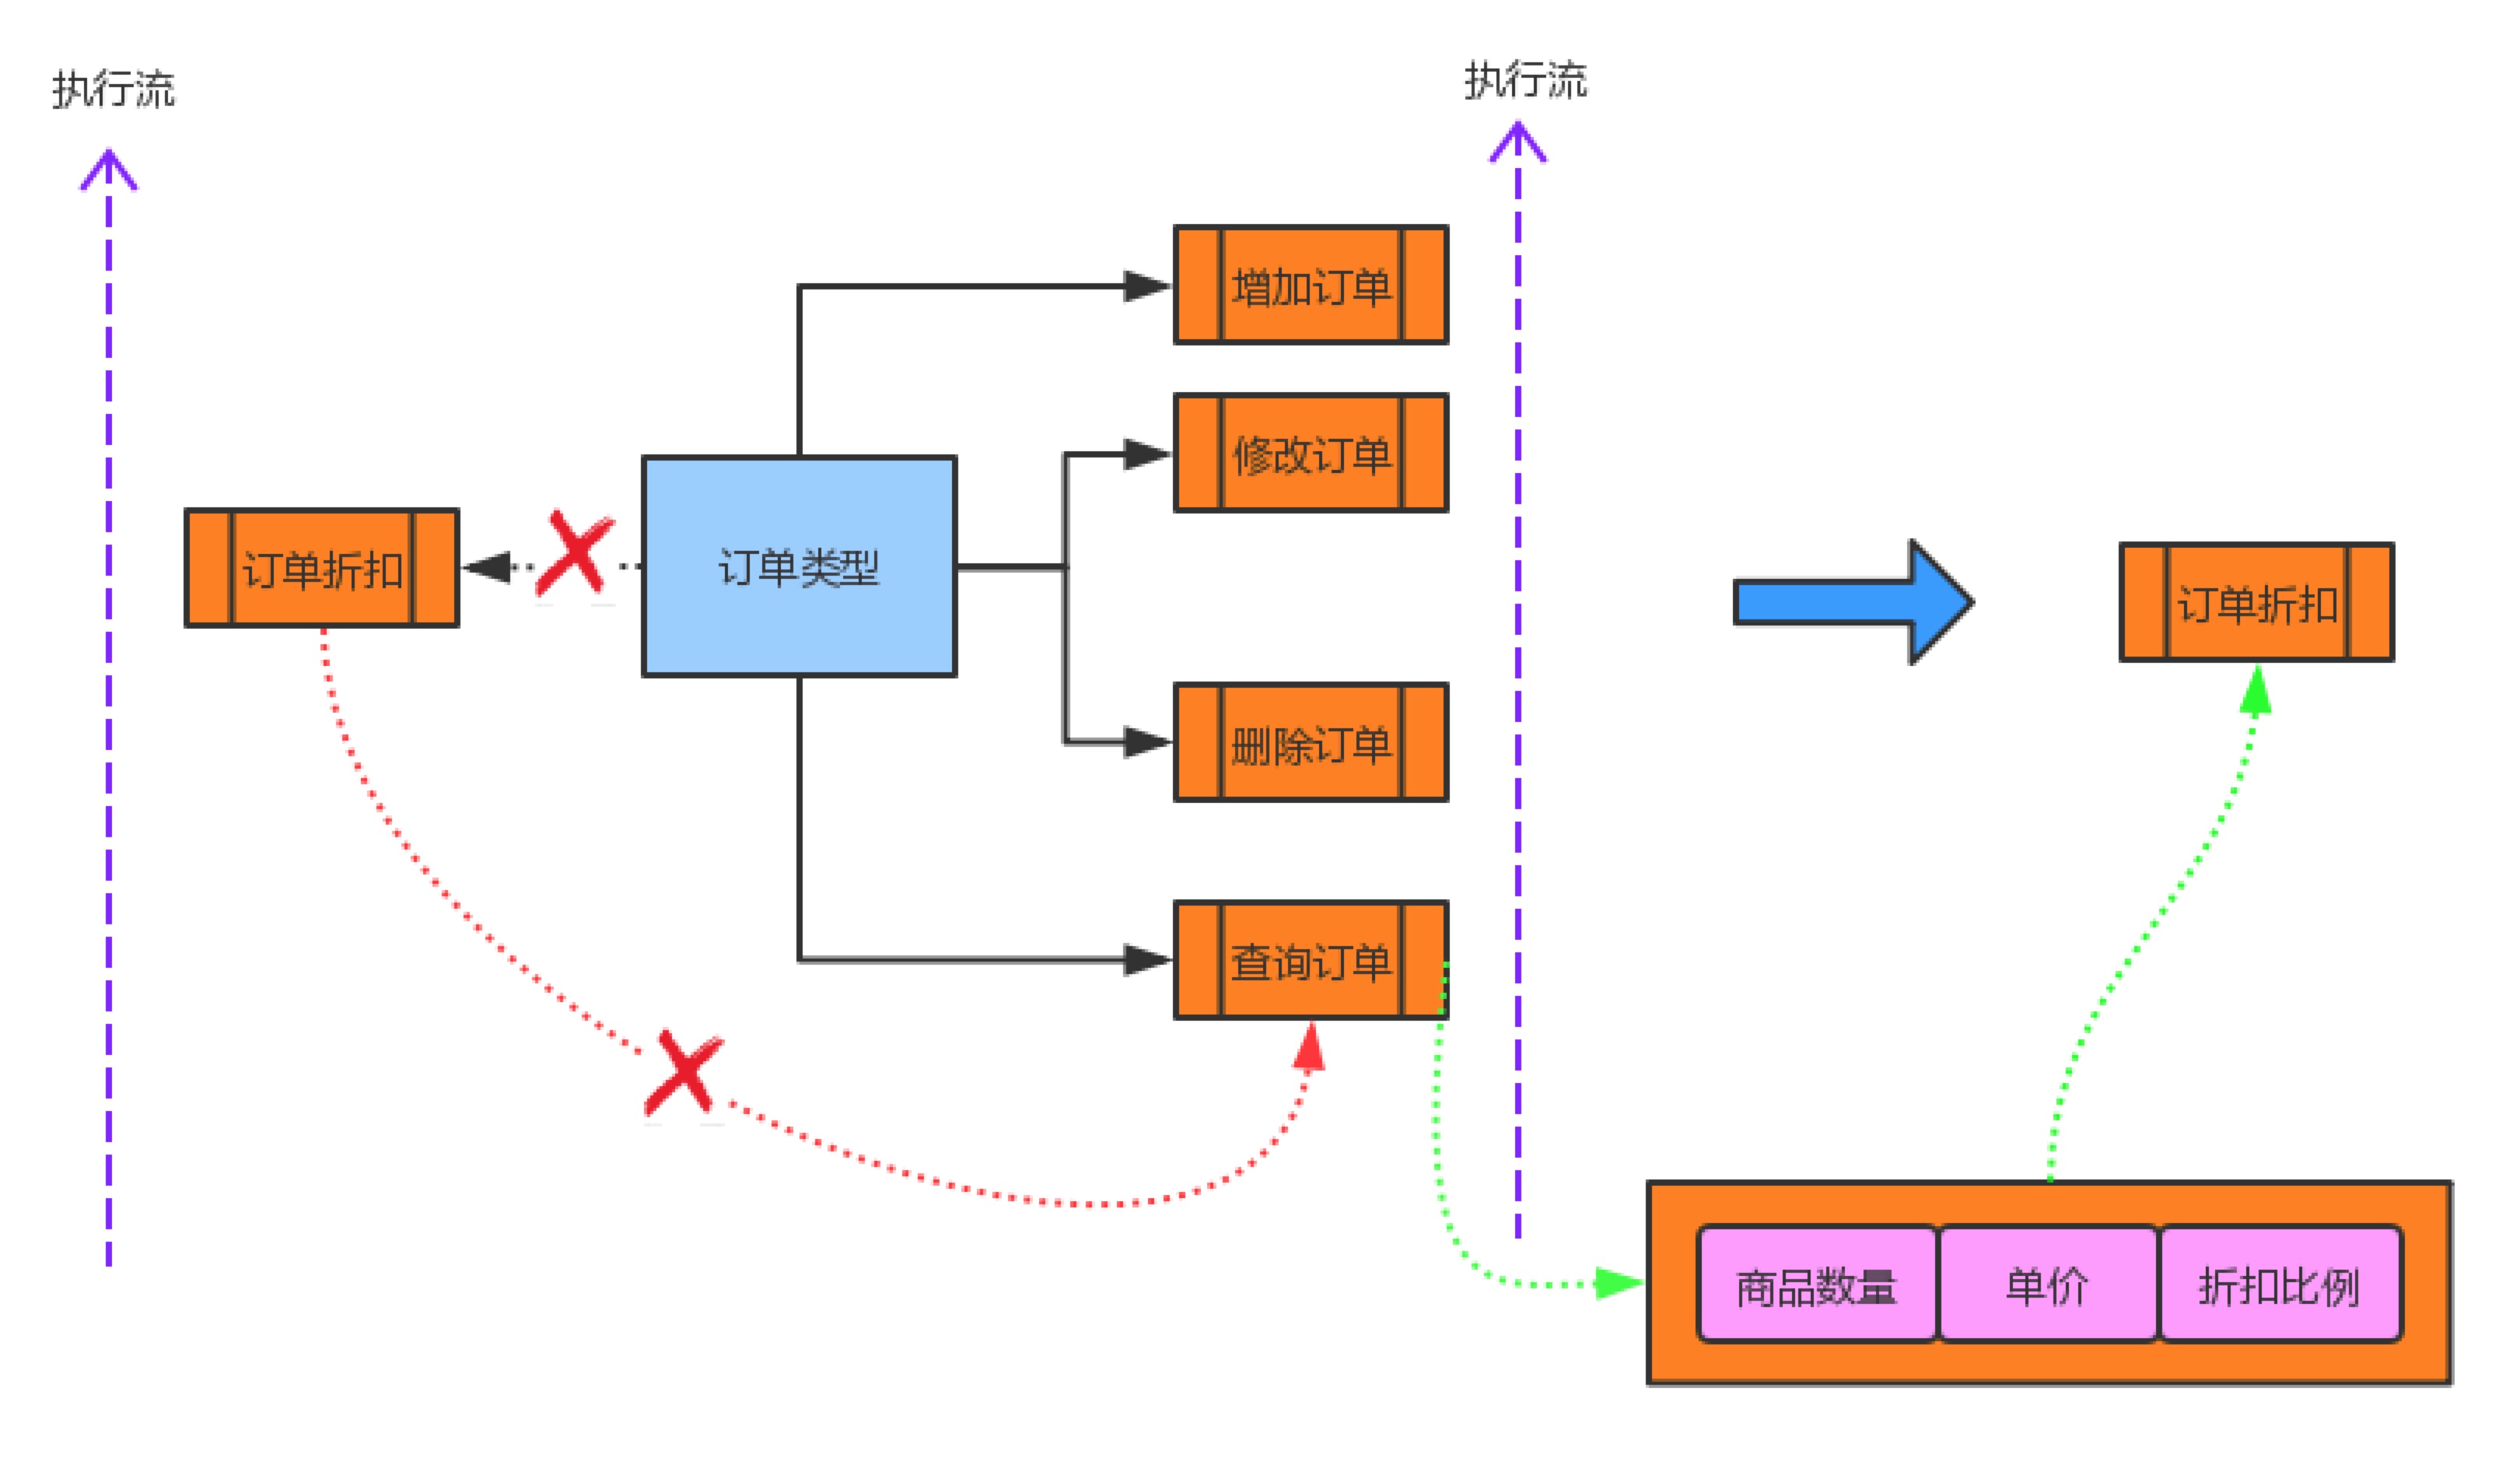 执行流
执行流
增加订单
修改订单
订单折扣
订单类型
订单折扣
删除订单
查询订单
商品数量
单价
折扣比例